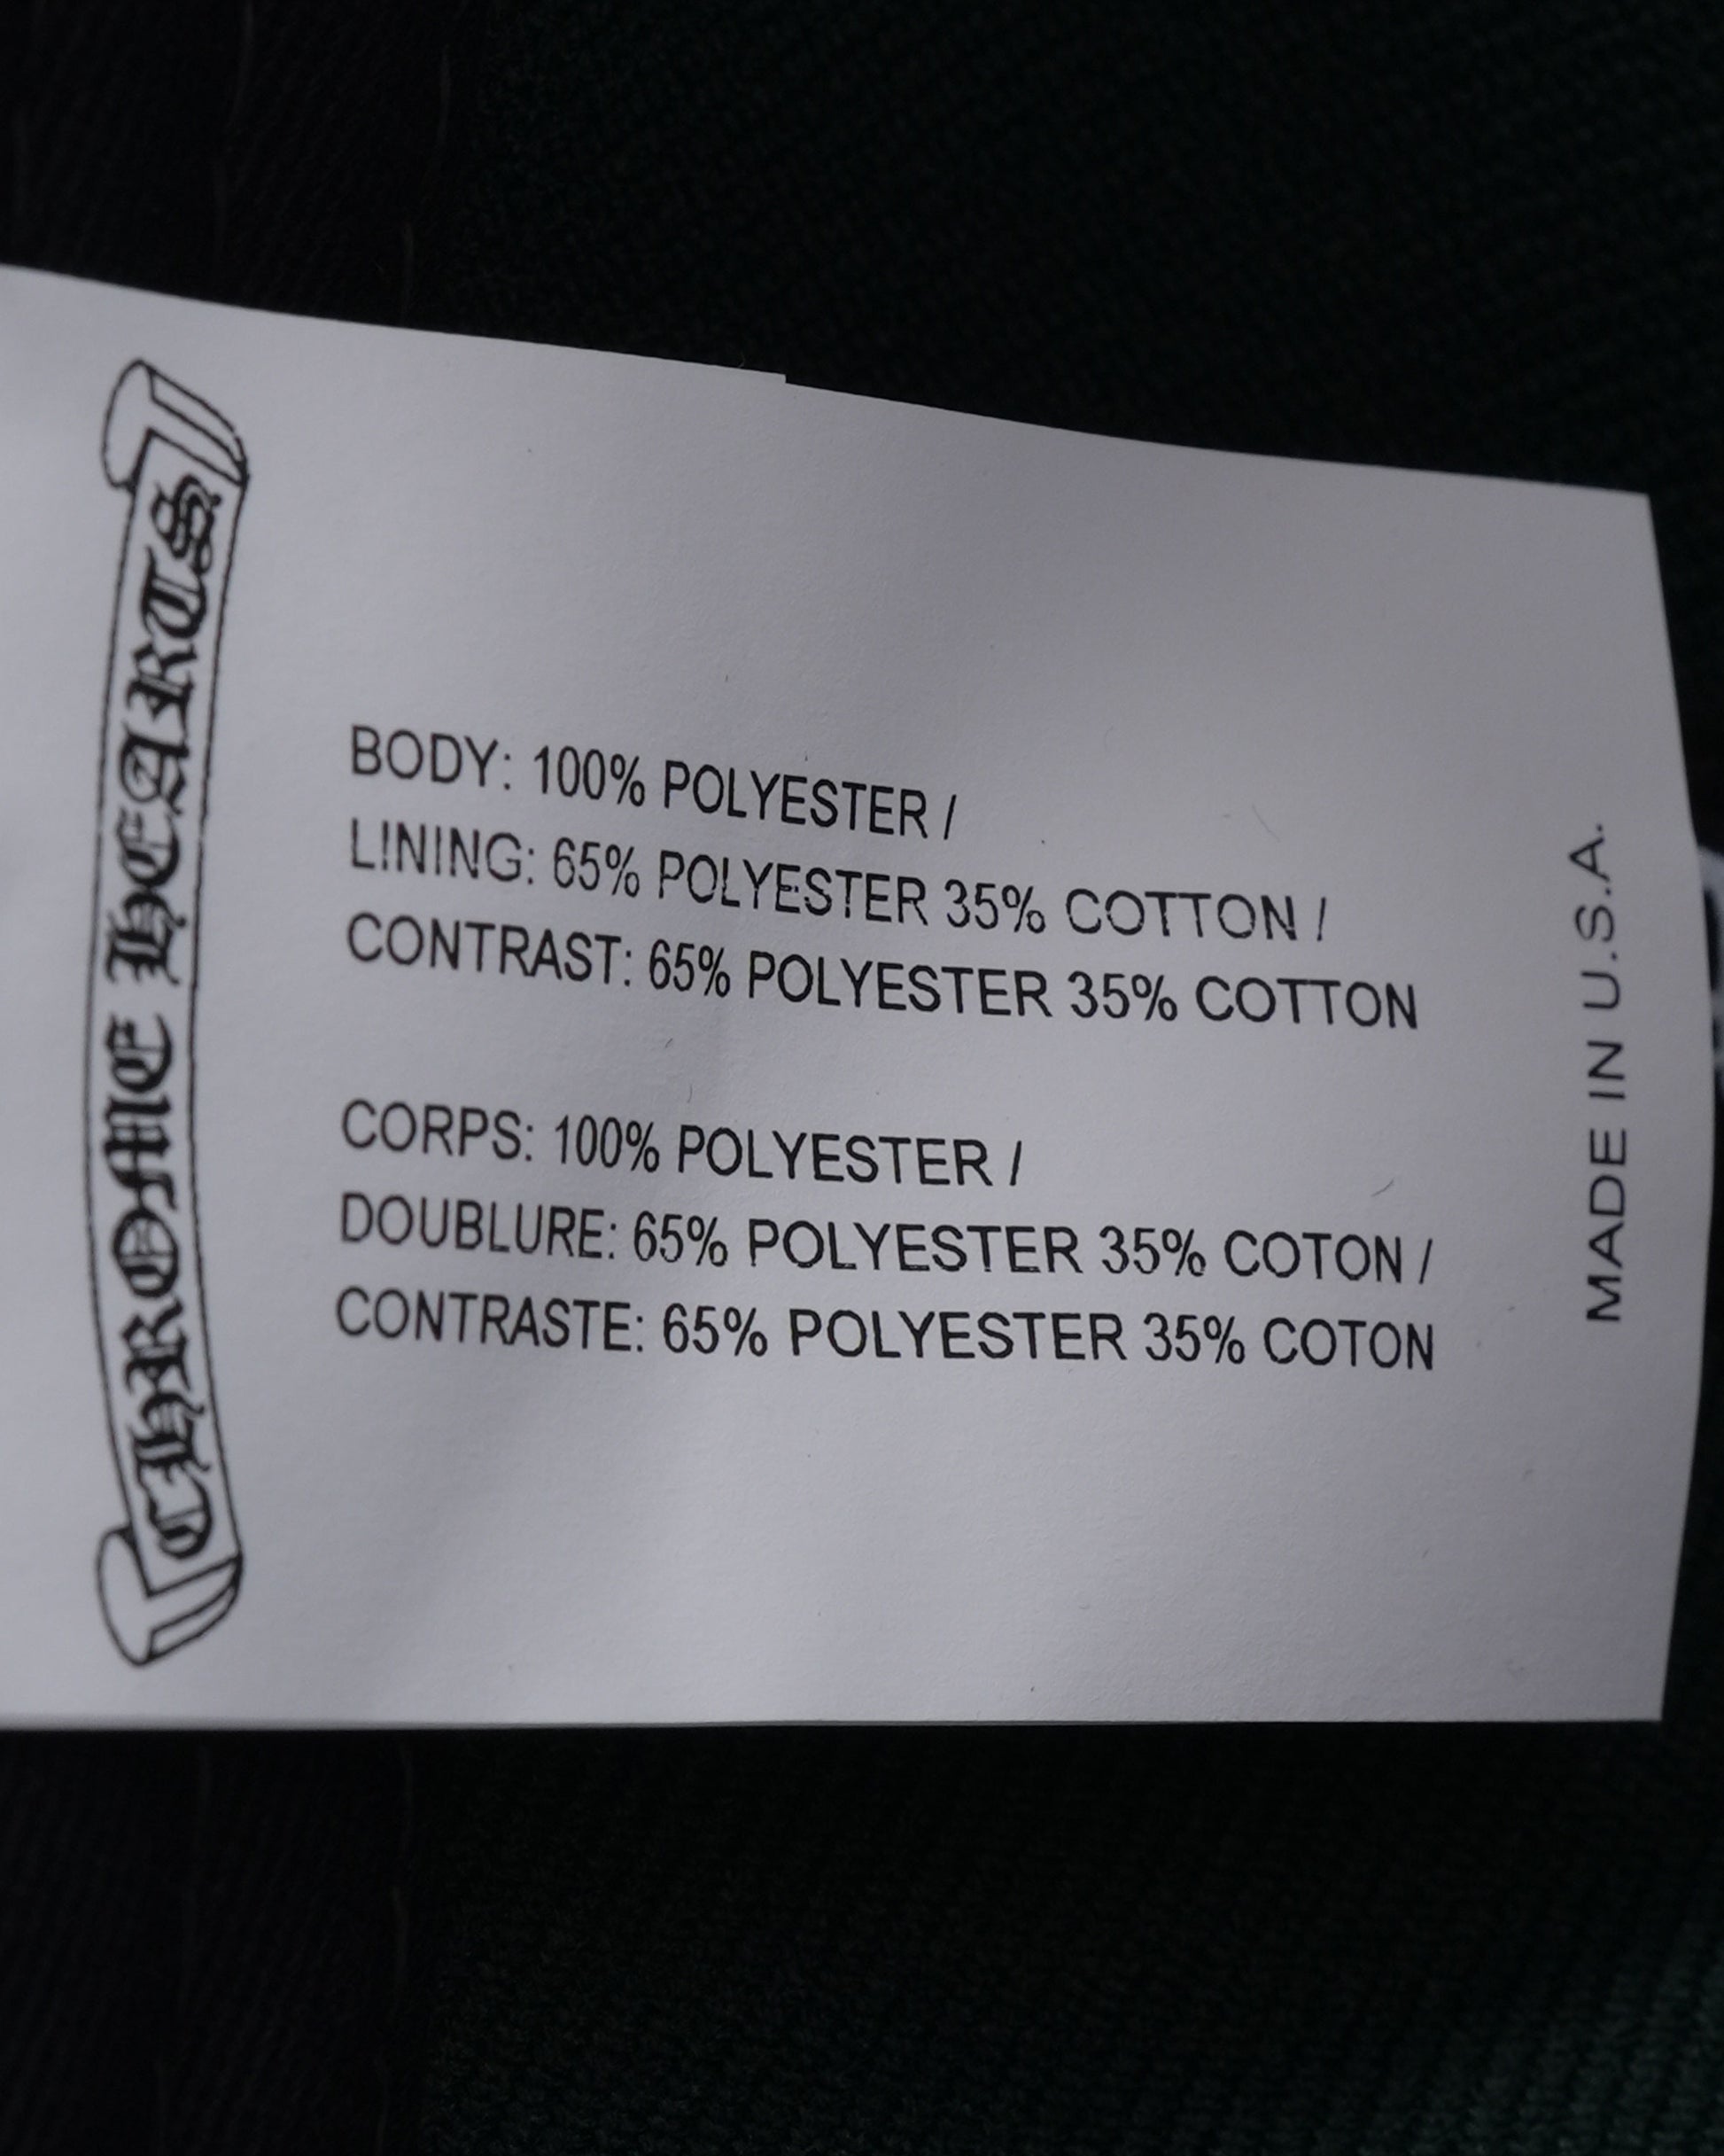 CHROME HEARTS
BODY: 100% POLYESTER /
LINING: 65% POLYESTER 35% COTTON /
CONTRAST: 65% POLYESTER 35% COTTON
CORPS: 100% POLYESTER /
DOUBLURE: 65% POLYESTER 35% COTON /
CONTRASTE: 65% POLYESTER 35% COTON
MADE IN U.S.A.